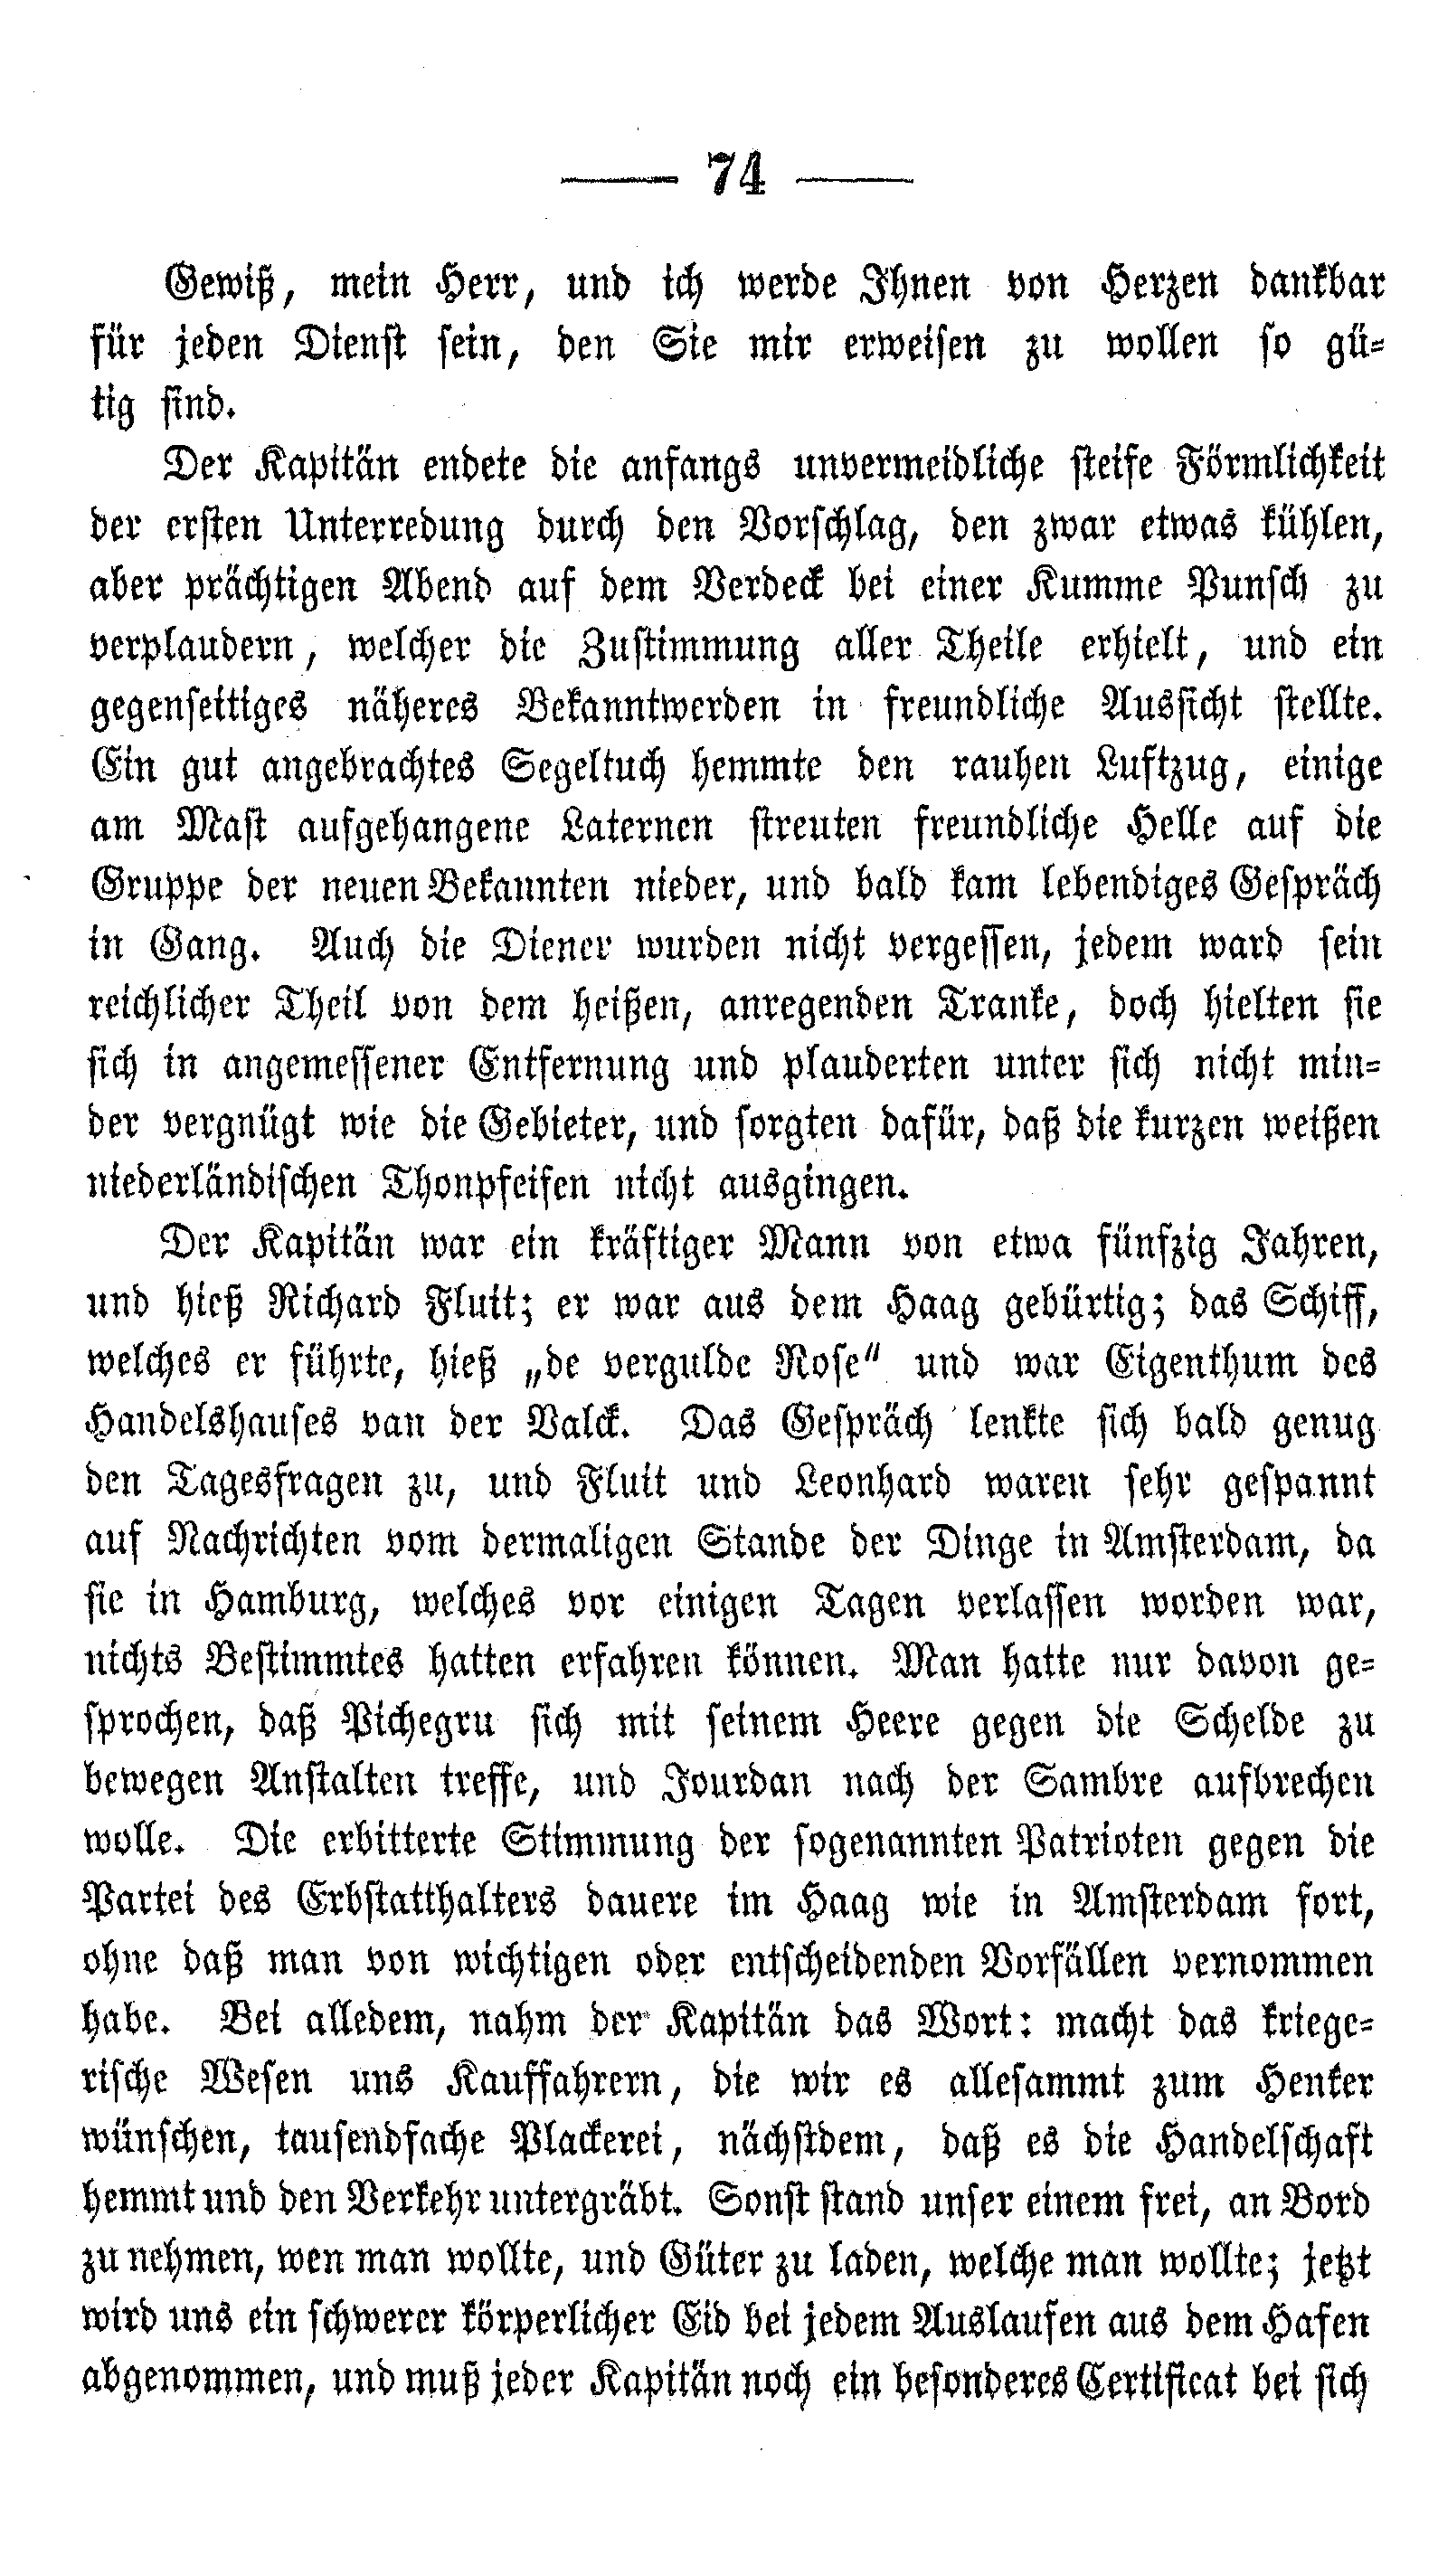 — 74 —
Gewiß, mein Herr, und ich werde Ihnen von Herzen dankbar
für jeden Dienst sein, den Sie mir erweisen zu wollen so gü-
tig sind.
Der Kapitän endete die anfangs unvermeidliche steife Förmlichkeit
der ersten Unterredung durch den Vorschlag, den zwar etwas kühlen,
aber prächtigen Abend auf dem Verdeck bei einer Kumme Punsch zu
verplaudern, welcher die Zustimmung aller Theile erhielt, und ein
gegenseitiges näheres Bekanntwerden in freundliche Aussicht stellte.
Ein gut angebrachtes Segeltuch hemmte den rauhen Luftzug, einige
am Mast aufgehangene Laternen streuten freundliche Helle auf die
Gruppe der neuen Bekannten nieder, und bald kam lebendiges Gespräch
in Gang. Auch die Diener wurden nicht vergessen, jedem ward sein
reichlicher Theil von dem heißen, anregenden Tranke, doch hielten sie
sich in angemessener Entfernung und plauderten unter sich nicht min-
der vergnügt wie die Gebieter, und sorgten dafür, daß die kurzen weißen
niederländischen Thonpfeifen nicht ausgingen.
Der Kapitän war ein kräftiger Mann von etwa fünfzig Jahren,
und hieß Richard Fluit; er war aus dem Haag gebürtig; das Schiff,
welches er führte, hieß „de vergulde Rose“ und war Eigenthum des
Handelshauses van der Valck. Das Gespräch lenkte sich bald genug
den Tagesfragen zu, und Fluit und Leonhard waren sehr gespannt
auf Nachrichten vom dermaligen Stande der Dinge in Amsterdam, da
sie in Hamburg, welches vor einigen Tagen verlassen worden war,
nichts Bestimmtes hatten erfahren können. Man hatte nur davon ge-
sprochen, daß Pichegru sich mit seinem Heere gegen die Schelde zu
bewegen Anstalten treffe, und Jourdan nach der Sambre aufbrechen
wolle. Die erbitterte Stimmung der sogenannten Patrioten gegen die
Partei des Erbstatthalters dauere im Haag wie in Amsterdam fort,
ohne daß man von wichtigen oder entscheidenden Vorfällen vernommen
habe. Bei alledem, nahm der Kapitän das Wort: macht das kriege-
rische Wesen uns Kauffahrern, die wir es allesammt zum Henker
wünschen, tausendfache Plackerei, nächstdem, daß es die Handelschaft
hemmt und den Verkehr untergräbt. Sonst stand unser einem frei, an Bord
zu nehmen, wen man wollte, und Güter zu laden, welche man wollte; jetzt
wird uns ein schwerer körperlicher Eid bei jedem Auslaufen aus dem Hafen
abgenommen, und muß jeder Kapitän noch ein besonderes Certificat bei sich